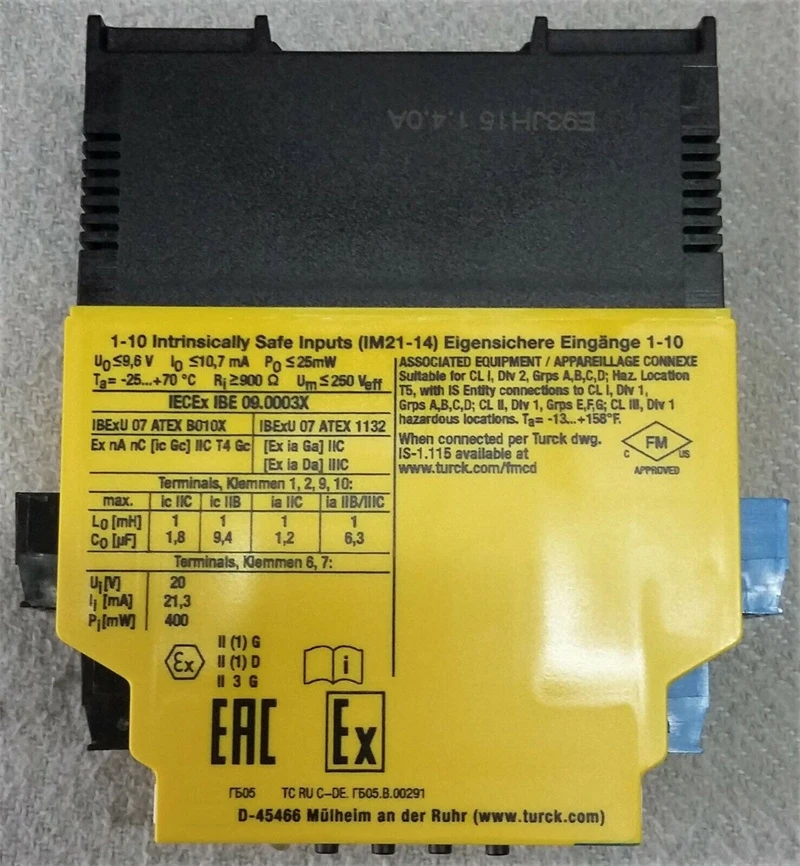 E93JH15 1.4.0A
1-10 Intrinsically Safe Inputs (IM21-14) Eigensichere Eingänge 1-10
U₀≤9,6 V I₀ ≤10,7 mA P₀ ≤25mW
Tₐ= -25...+70 °C Rᵢ≥900 Ω Uₘ≤250 Vₑff
IECEx IBE 09.0003X
IBExU 07 ATEX B010X IBExU 07 ATEX 1132
Ex nA nC [ic Gc] IIC T4 Gc [Ex ia Ga] IIC
[Ex ia Da] IIIC
Terminals, Klemmen 1, 2, 9, 10:
max. ic IIC ic IIB ia IIC ia IIB/IIIC
L₀ [mH] 1 1 1 1
C₀ [µF] 1,8 9,4 1,2 6,3
Terminals, Klemmen 6, 7:
Uᵢ[V] 20
Iᵢ [mA] 21,3
Pᵢ[mW] 400
Ex
II (1) G
II (1) D
II 3 G
i
ASSOCIATED EQUIPMENT / APPAREILLAGE CONNEXE
Suitable for CL I, Div 2, Grps A,B,C,D; Haz. Location
T5, with IS Entity connections to CL I, Div 1,
Grps A,B,C,D; CL II, Div 1, Grps E,F,G; CL III, Div 1
hazardous locations. Tₐ= -13...+158°F.
When connected per Turck dwg.
IS-1.115 available at
www.turck.com/fmcd
FM
C US
APPROVED
EAC Ex
ГБ05 TC RU C-DE. ГБ05.B.00291
D-45466 Mülheim an der Ruhr (www.turck.com)